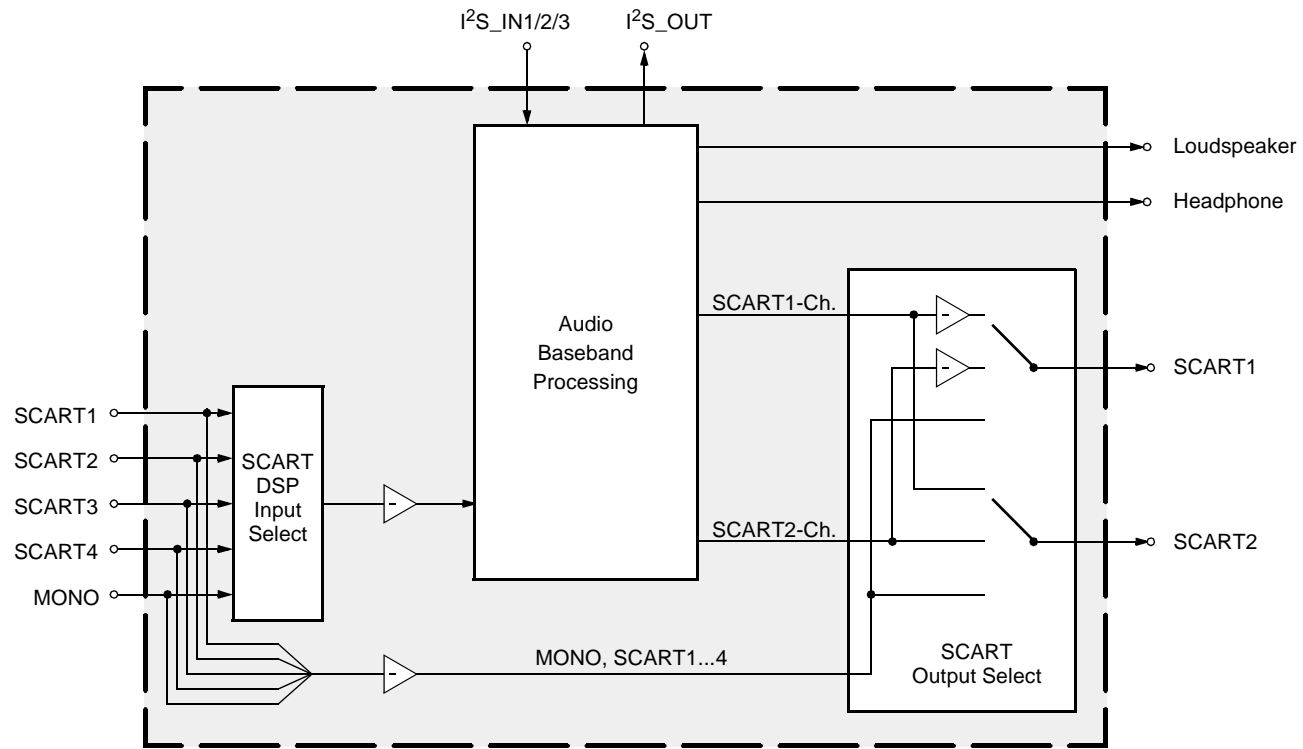 I²S_IN1/2/3
I²S_OUT
Loudspeaker
Headphone
Audio
Baseband
Processing
SCART1-Ch.
-
-
SCART1
SCART1
SCART2
SCART3
SCART4
MONO
SCART
DSP
Input
Select
-
SCART2-Ch.
SCART2
-
MONO, SCART1...4
SCART
Output Select